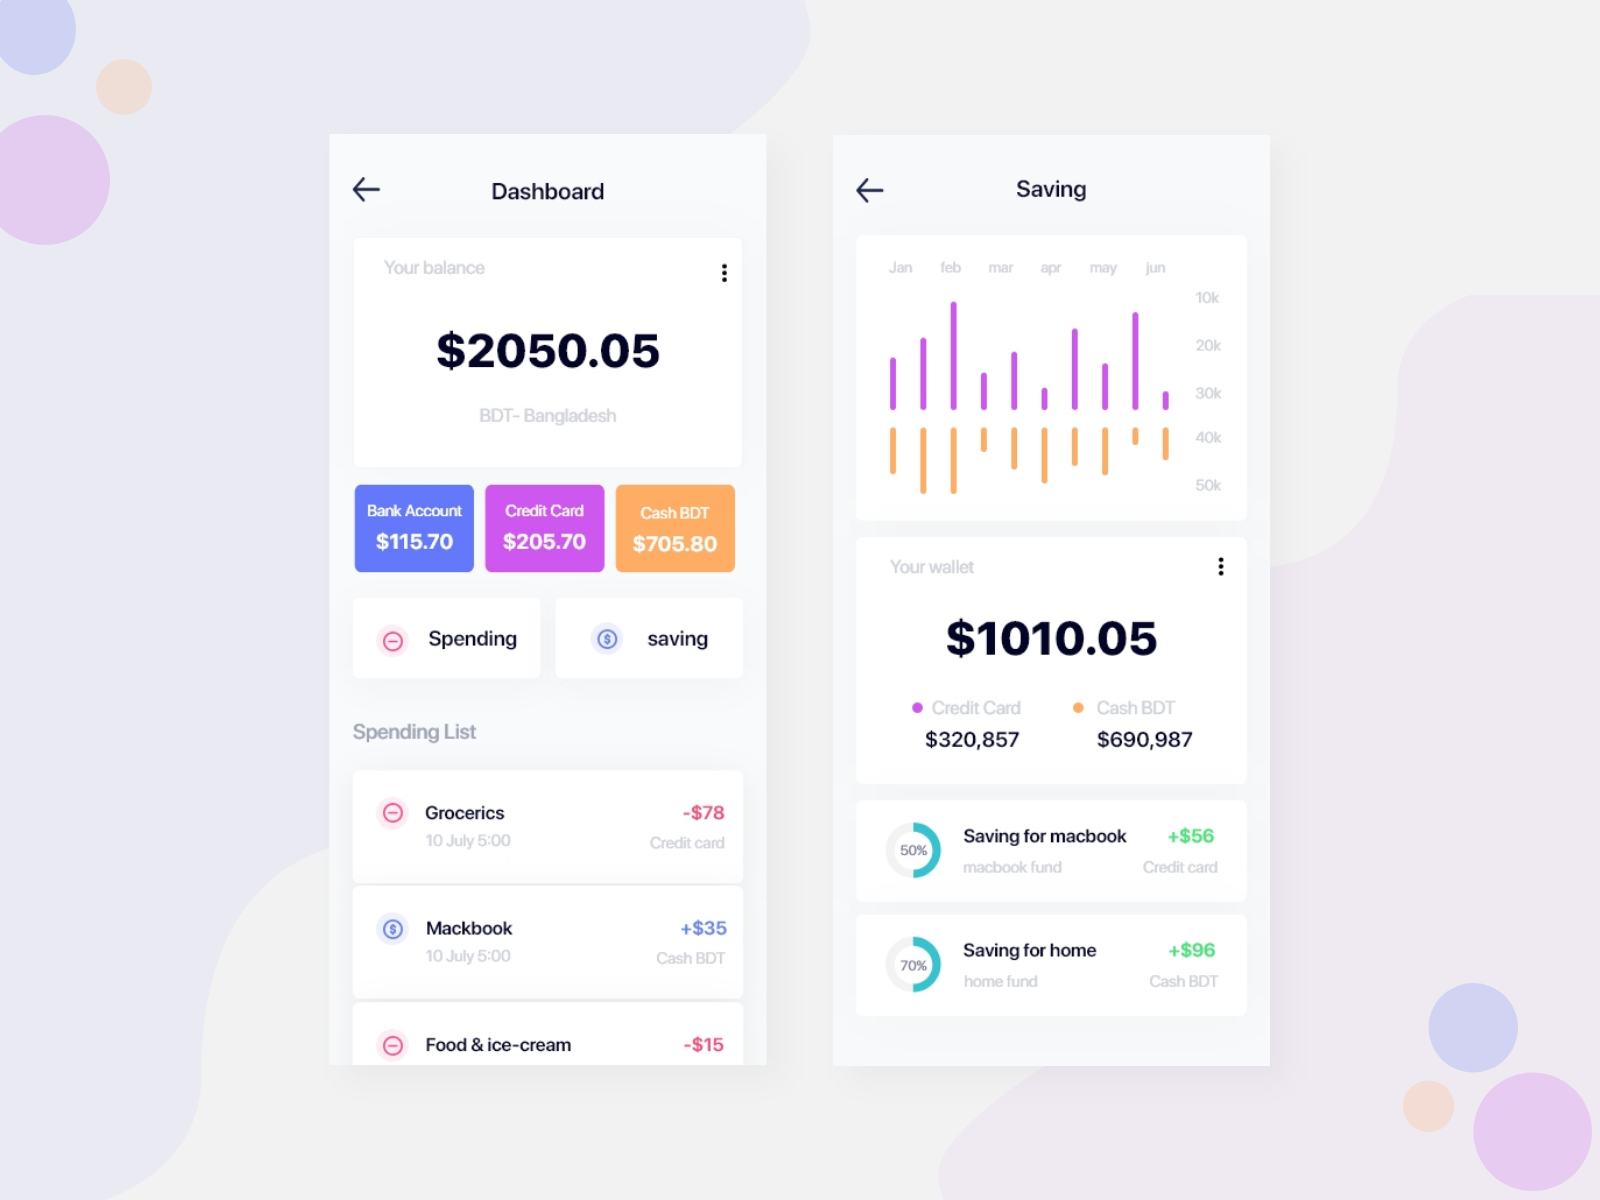 Dashboard
Your balance
$2050.05
BDT- Bangladesh
Bank Account
$115.70
Credit Card
$205.70
Cash BDT
$705.80
Spending
saving
Spending List
Grocerics
-$78
10 July 5:00
Credit card
Mackbook
+$35
10 July 5:00
Cash BDT
Food & ice-cream
-$15
Saving
Jan feb mar apr may jun
10k
20k
30k
40k
50k
Your wallet
$1010.05
Credit Card
$320,857
Cash BDT
$690,987
50%
Saving for macbook
+$56
macbook fund
Credit card
70%
Saving for home
+$96
home fund
Cash BDT